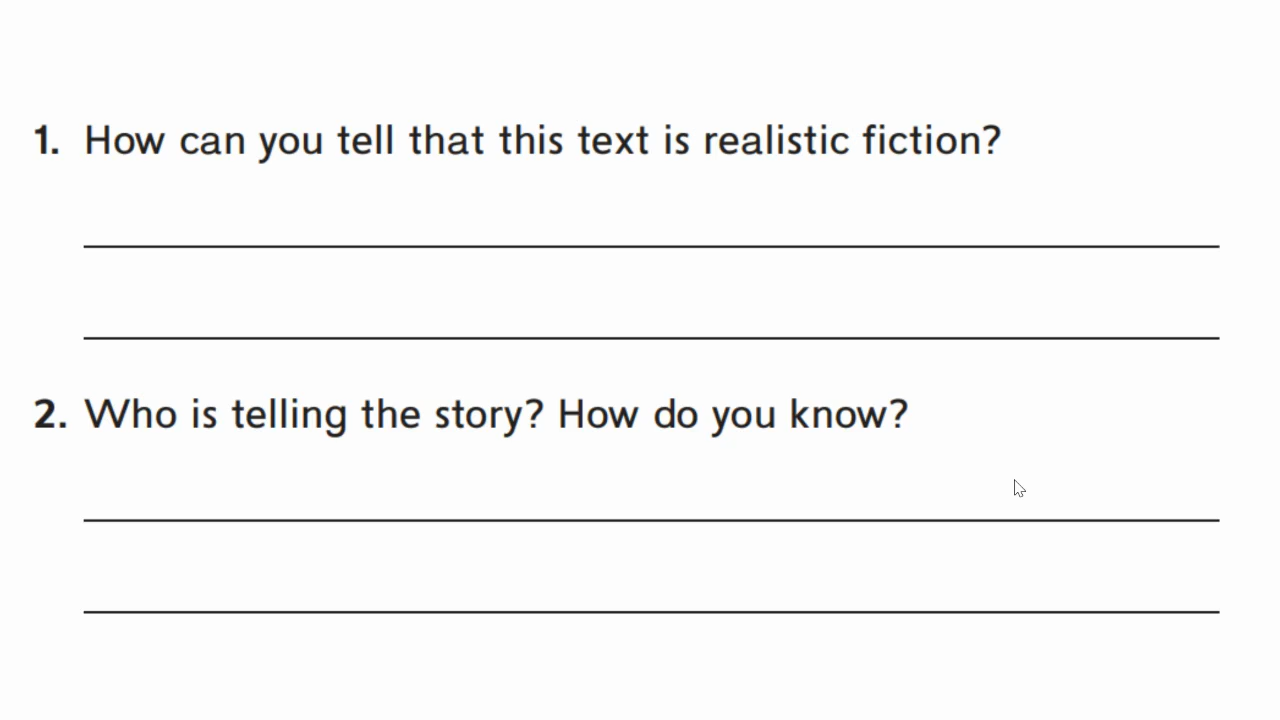 1. How can you tell that this text is realistic fiction?
2. Who is telling the story? How do you know?